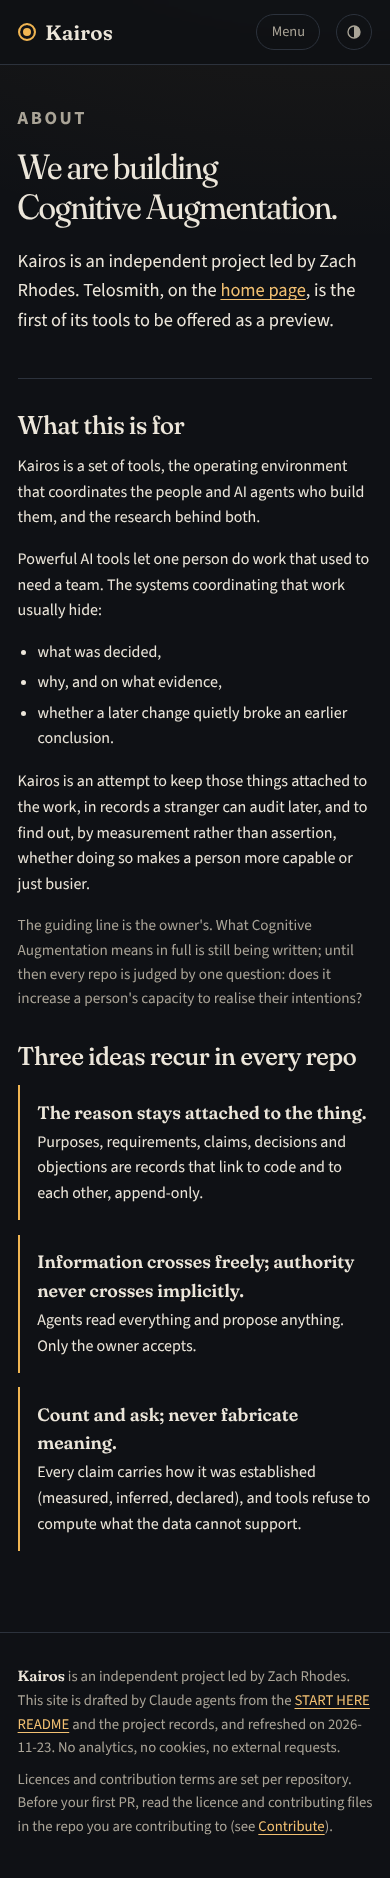 Kairos
Menu
ABOUT
We are building
Cognitive Augmentation.
Kairos is an independent project led by Zach
Rhodes. Telosmith, on the home page, is the
first of its tools to be offered as a preview.
What this is for
Kairos is a set of tools, the operating environment
that coordinates the people and AI agents who build
them, and the research behind both.
Powerful AI tools let one person do work that used to
need a team. The systems coordinating that work
usually hide:
• what was decided,
• why, and on what evidence,
• whether a later change quietly broke an earlier
conclusion.
Kairos is an attempt to keep those things attached to
the work, in records a stranger can audit later, and to
find out, by measurement rather than assertion,
whether doing so makes a person more capable or
just busier.
The guiding line is the owner's. What Cognitive
Augmentation means in full is still being written; until
then every repo is judged by one question: does it
increase a person's capacity to realise their intentions?
Three ideas recur in every repo
The reason stays attached to the thing.
Purposes, requirements, claims, decisions and
objections are records that link to code and to
each other, append-only.
Information crosses freely; authority
never crosses implicitly.
Agents read everything and propose anything.
Only the owner accepts.
Count and ask; never fabricate
meaning.
Every claim carries how it was established
(measured, inferred, declared), and tools refuse to
compute what the data cannot support.
Kairos is an independent project led by Zach Rhodes.
This site is drafted by Claude agents from the START HERE
README and the project records, and refreshed on 2026-
11-23. No analytics, no cookies, no external requests.
Licences and contribution terms are set per repository.
Before your first PR, read the licence and contributing files
in the repo you are contributing to (see Contribute).